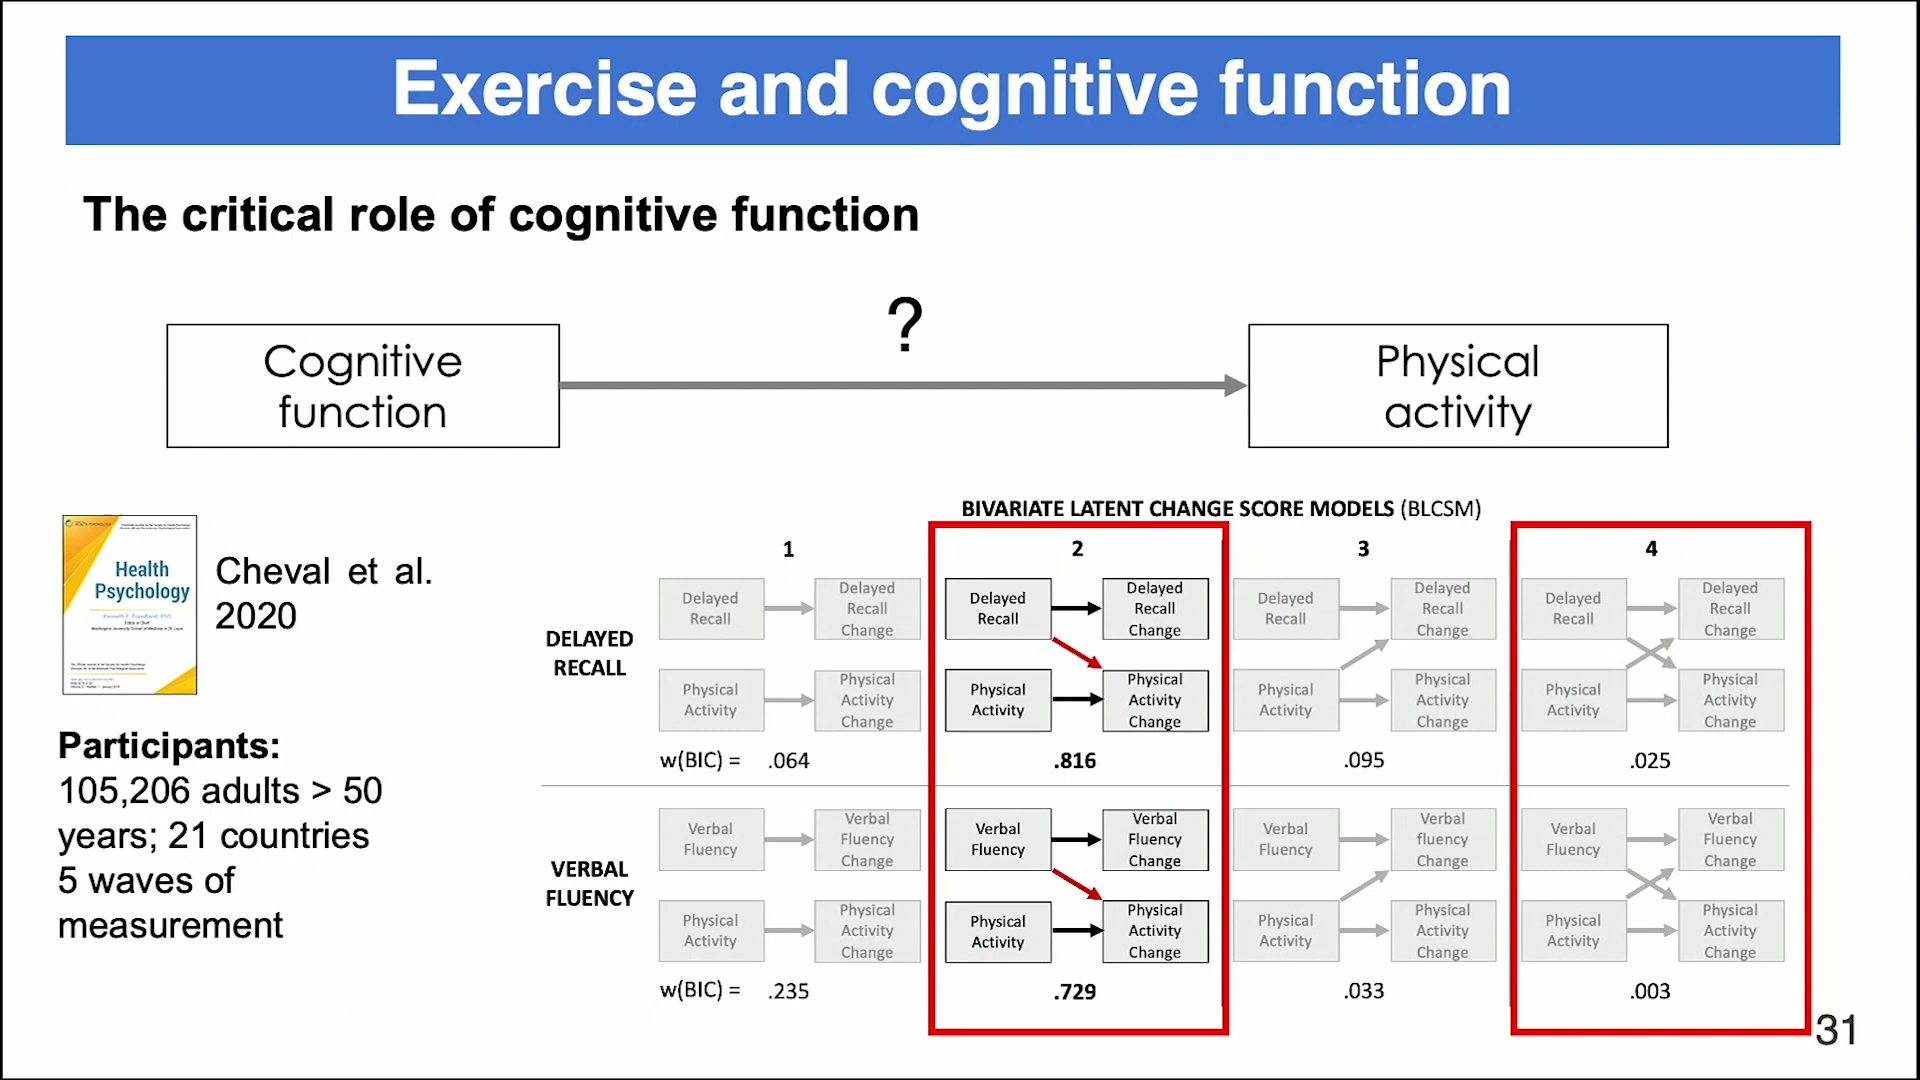 Exercise and cognitive function
The critical role of cognitive function
?
Cognitive
function
Physical
activity
Health
Psychology
Cheval et al.
2020
Participants:
105,206 adults > 50
years; 21 countries
5 waves of
measurement
BIVARIATE LATENT CHANGE SCORE MODELS (BLCSM)
1
2
3
4
DELAYED
RECALL
Delayed
Recall
Delayed
Recall
Change
Physical
Activity
Physical
Activity
Change
Delayed
Recall
Delayed
Recall
Change
Physical
Activity
Physical
Activity
Change
Delayed
Recall
Delayed
Recall
Change
Physical
Activity
Physical
Activity
Change
Delayed
Recall
Delayed
Recall
Change
Physical
Activity
Physical
Activity
Change
w(BIC) = .064 .816 .095 .025
VERBAL
FLUENCY
Verbal
Fluency
Verbal
Fluency
Change
Physical
Activity
Physical
Activity
Change
Verbal
Fluency
Verbal
Fluency
Change
Physical
Activity
Physical
Activity
Change
Verbal
Fluency
Verbal
fluency
Change
Physical
Activity
Physical
Activity
Change
Verbal
Fluency
Verbal
Fluency
Change
Physical
Activity
Physical
Activity
Change
w(BIC) = .235 .729 .033 .003
31